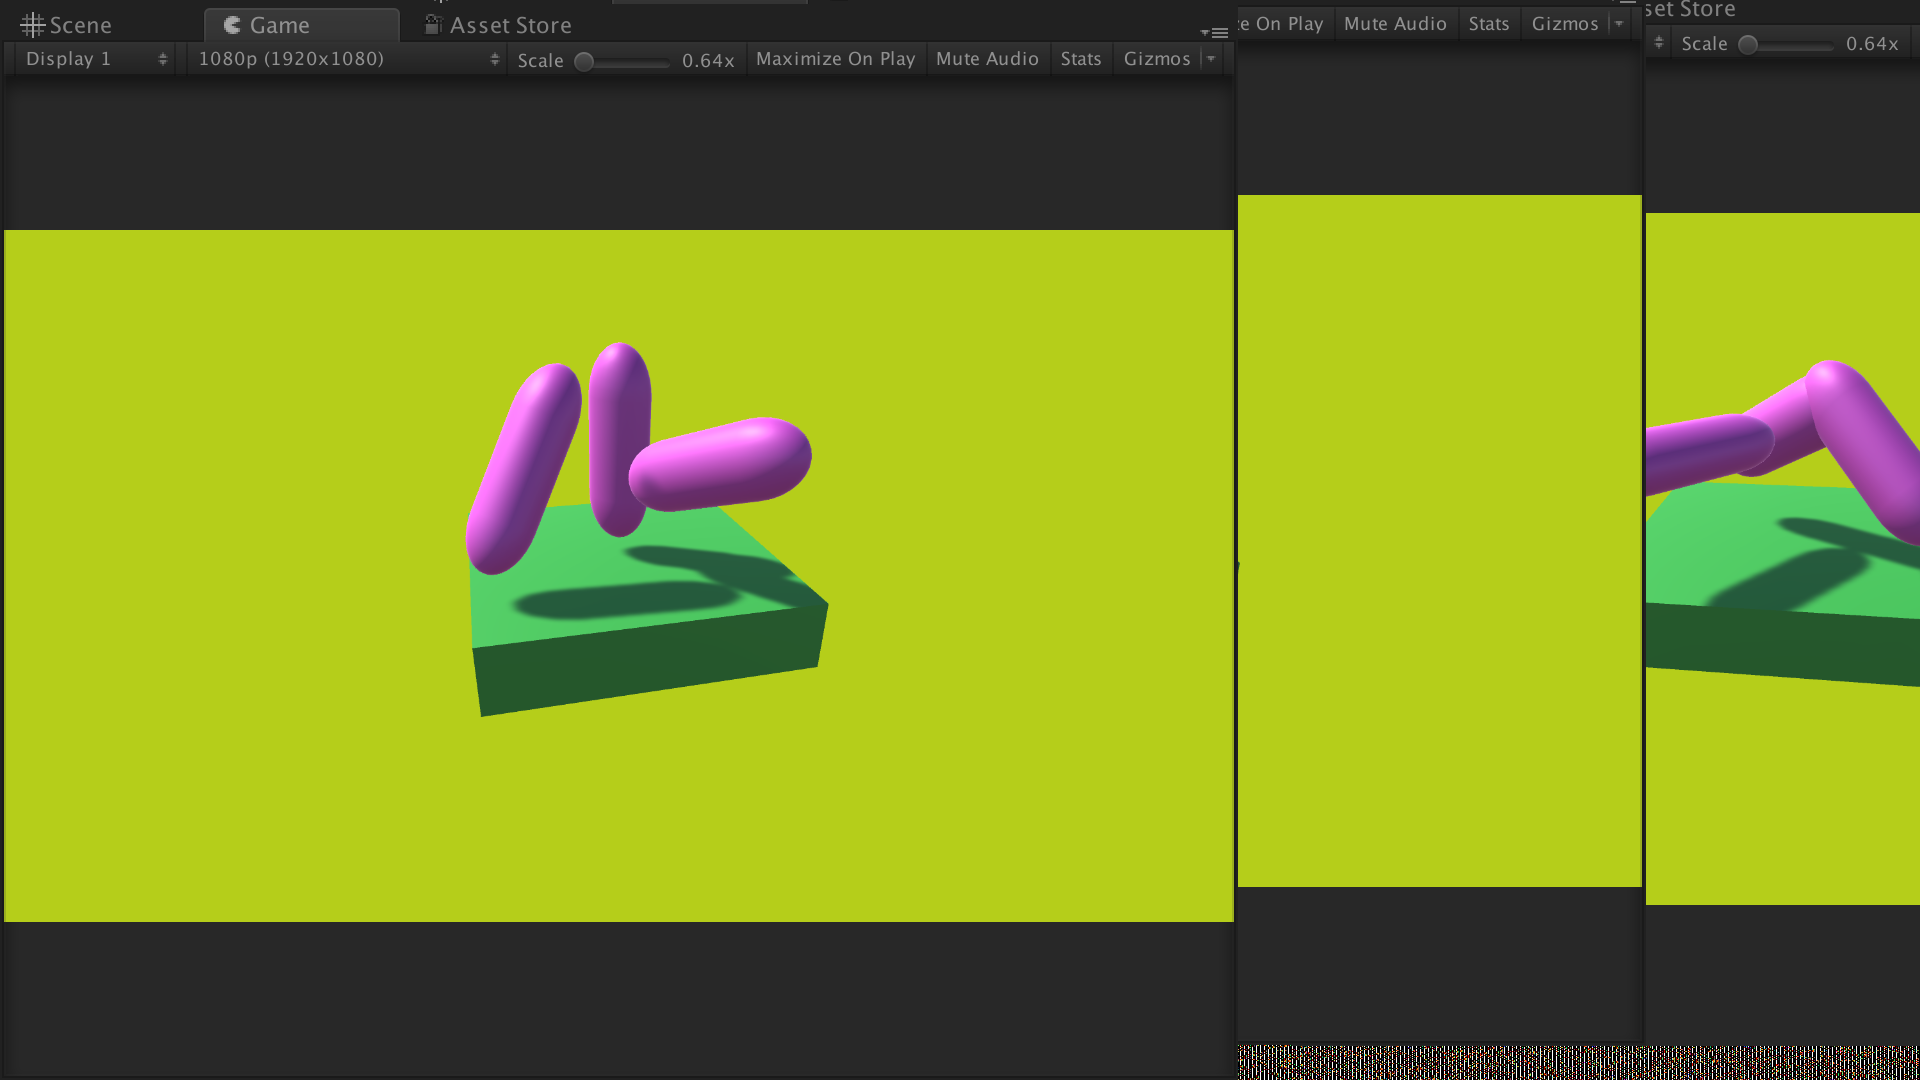 Scene Game Asset Store
Display 1 1080p (1920x1080) Scale 0.64x Maximize On Play Mute Audio Stats Gizmos
On Play Mute Audio Stats Gizmos
Store
Scale 0.64x